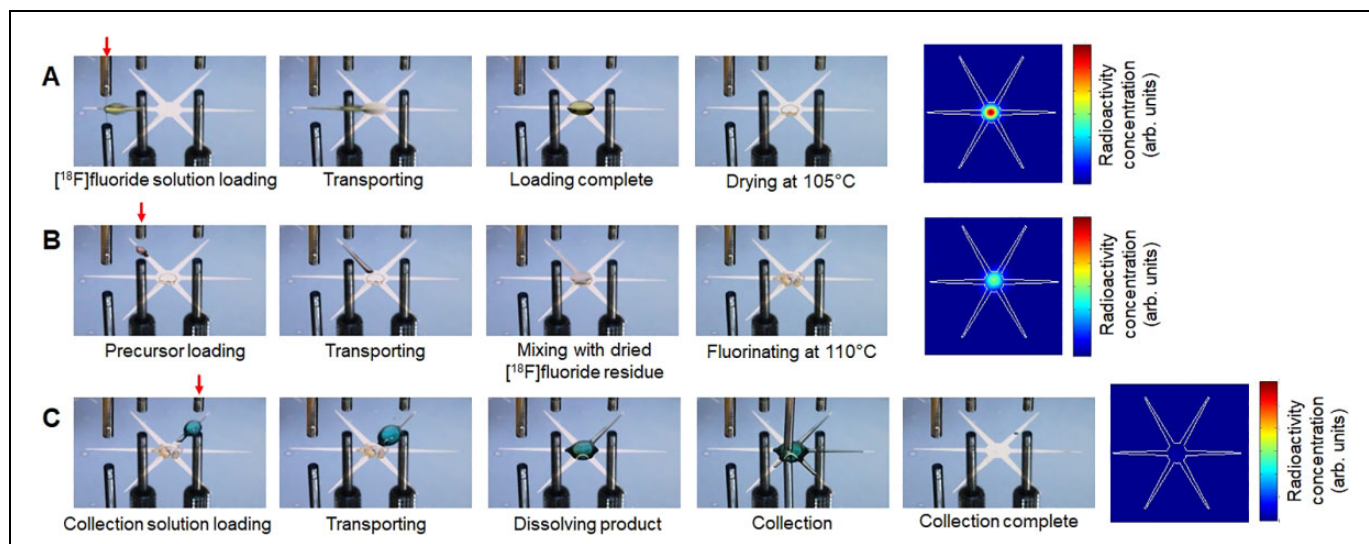 A
[¹⁸F]fluoride solution loading
Transporting
Loading complete
Drying at 105°C
Radioactivity
concentration
(arb. units)
B
Precursor loading
Transporting
Mixing with dried
[¹⁸F]fluoride residue
Fluorinating at 110°C
Radioactivity
concentration
(arb. units)
C
Collection solution loading
Transporting
Dissolving product
Collection
Collection complete
Radioactivity
concentration
(arb. units)